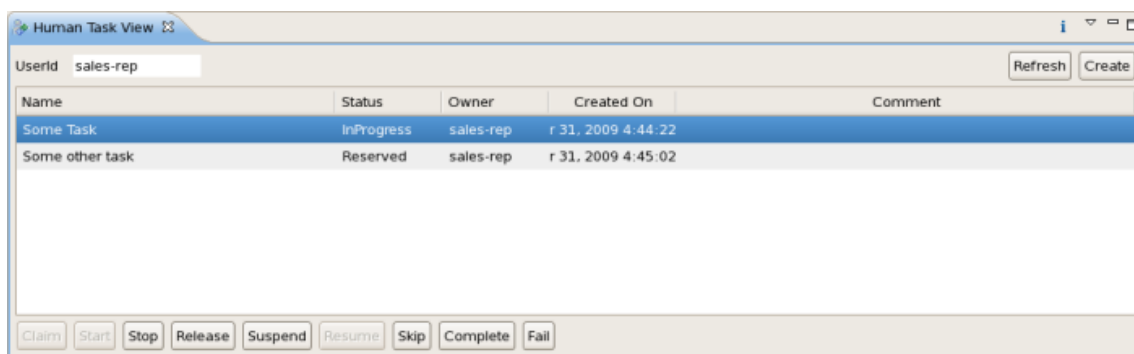 Human Task View
UserId sales-rep Refresh Create
Name Status Owner Created On Comment
Some Task InProgress sales-rep r 31, 2009 4:44:22
Some other task Reserved sales-rep r 31, 2009 4:45:02
Claim Start Stop Release Suspend Resume Skip Complete Fail